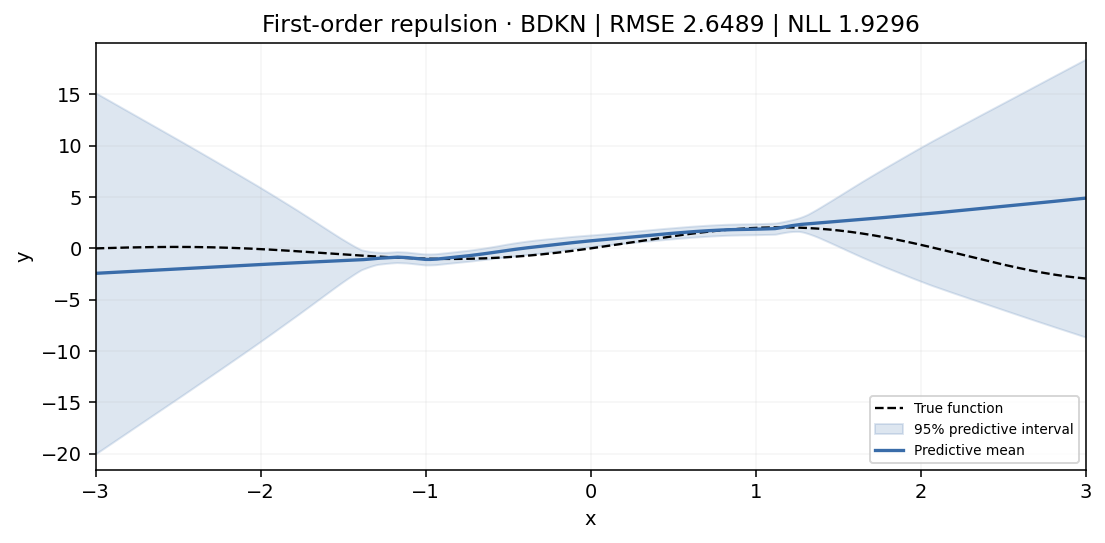 First-order repulsion · BDKN | RMSE 2.6489 | NLL 1.9296
y
15
10
5
0
−5
−10
−15
−20
−3
−2
−1
0
1
2
3
x
True function
95% predictive interval
Predictive mean